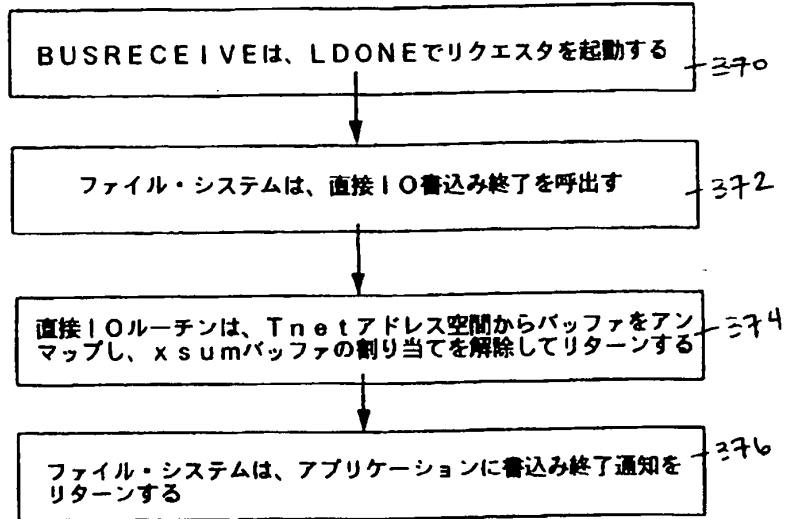 BUSRECEIVEは、LDONEでリクエスタを起動する
370
ファイル・システムは、直接IO書込み終了を呼出す
372
直接IOルーチンは、Tnetアドレス空間からバッファをアン
マップし、xsumバッファの割り当てを解除してリターンする
374
ファイル・システムは、アプリケーションに書込み終了通知を
リターンする
376